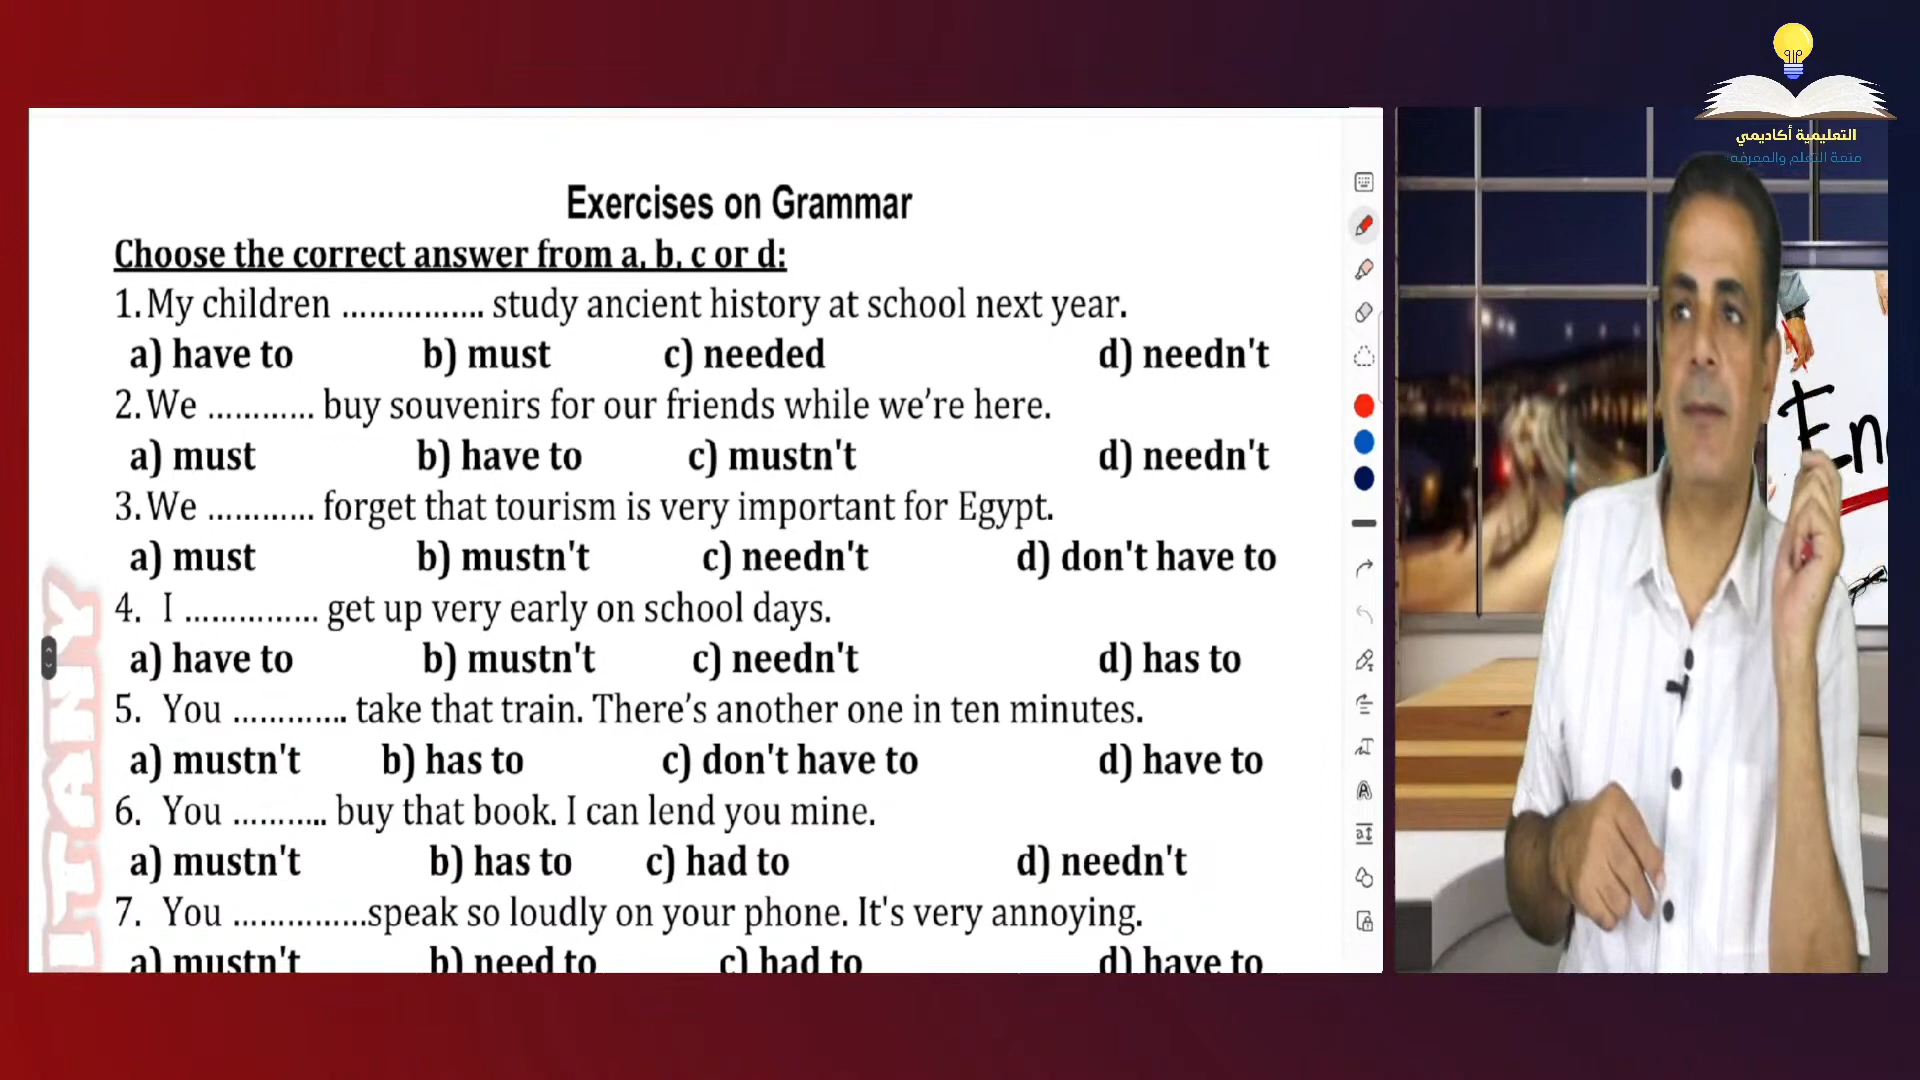 مام
التعليمية أكاديمي
متعة التعلم والمعرفه
Exercises on Grammar
Choose the correct answer from a, b, c or d:
1. My children ................ study ancient history at school next year.
a) have to b) must c) needed d) needn't
2. We ............ buy souvenirs for our friends while we're here.
a) must b) have to c) mustn't d) needn't
3. We ............ forget that tourism is very important for Egypt.
a) must b) mustn't c) needn't d) don't have to
4. I ............... get up very early on school days.
a) have to b) mustn't c) needn't d) has to
5. You ............. take that train. There's another one in ten minutes.
a) mustn't b) has to c) don't have to d) have to
6. You ........... buy that book. I can lend you mine.
a) mustn't b) has to c) had to d) needn't
7. You ...............speak so loudly on your phone. It's very annoying.
a) mustn't b) need to c) had to d) have to
ITANY
En